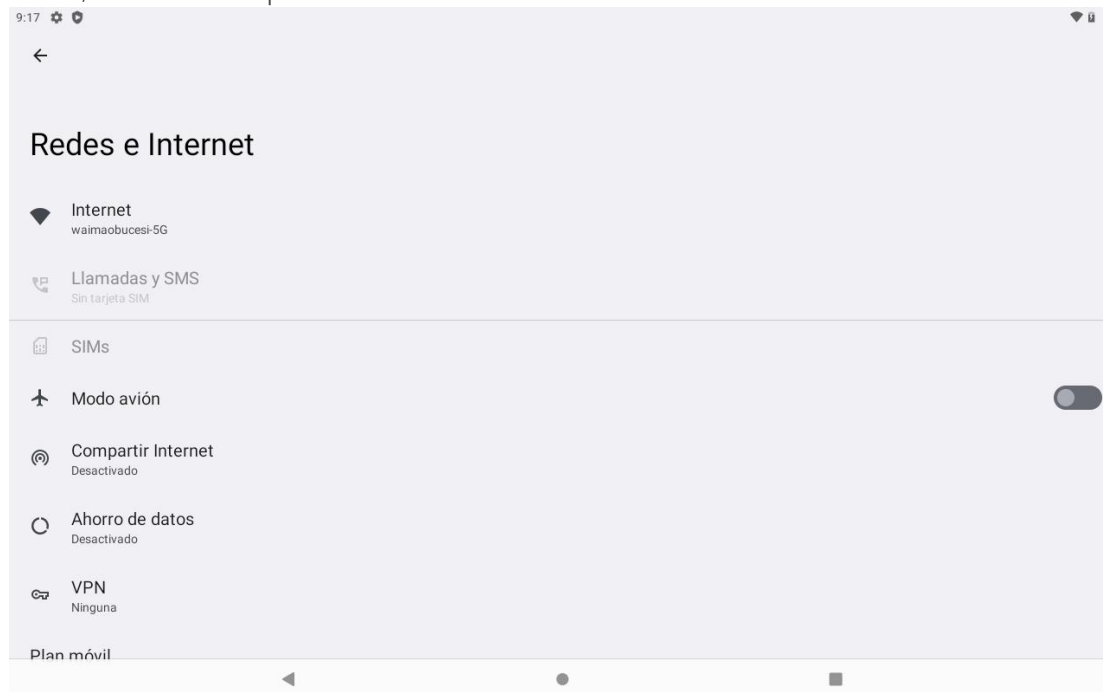 9:17
Redes e Internet
Internet
waimaobucesi-5G
Llamadas y SMS
Sin tarjeta SIM
SIMs
Modo avión
Compartir Internet
Desactivado
Ahorro de datos
Desactivado
VPN
Ninguna
Plan móvil